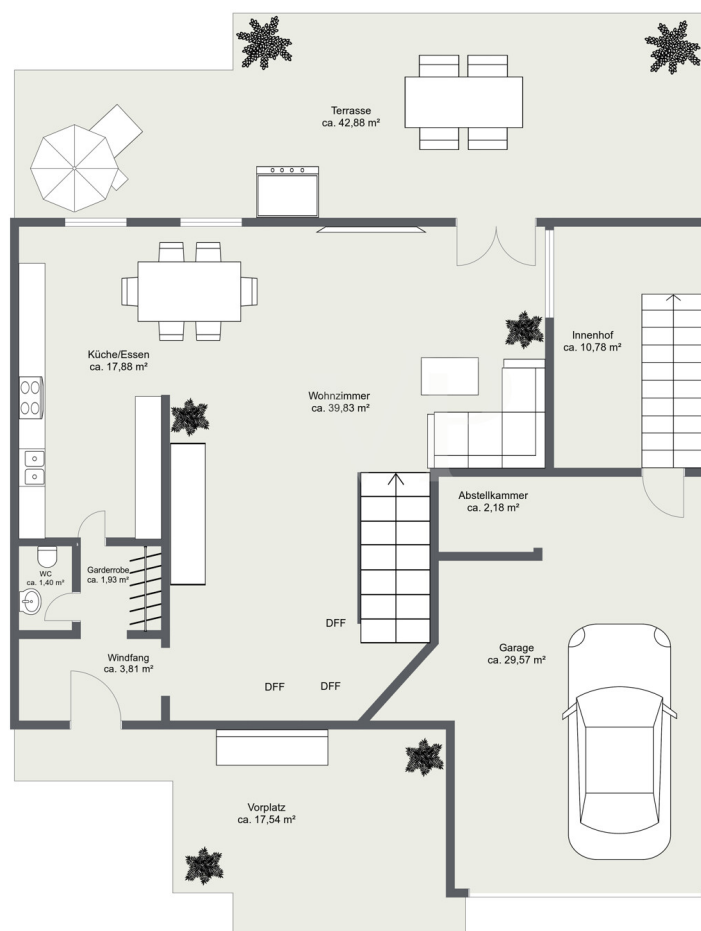 Terrasse
ca. 42,88 m²
Innenhof
ca. 10,78 m²
Küche/Essen
ca. 17,88 m²
Wohnzimmer
ca. 39,83 m²
Abstellkammer
ca. 2,18 m²
WC
ca. 1,40 m²
Garderrobe
ca. 1,93 m²
DFF
Garage
ca. 29,57 m²
Windfang
ca. 3,81 m²
DFF
DFF
Vorplatz
ca. 17,54 m²